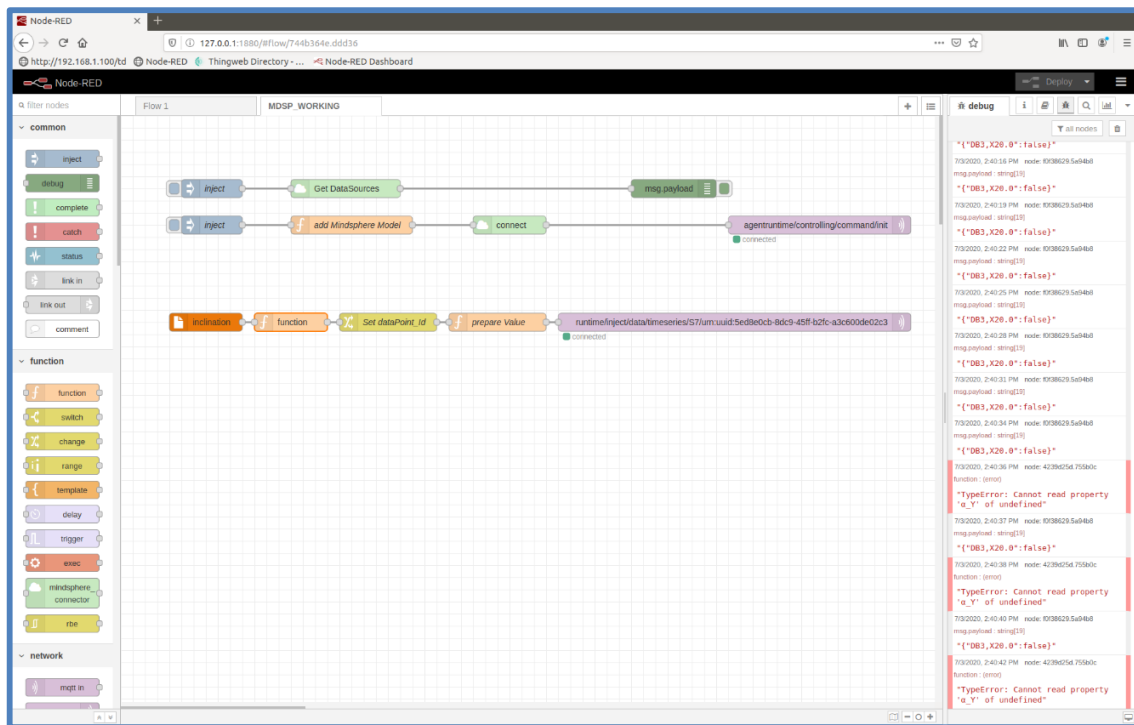 Node-RED
127.0.0.1:1880/#flow/744b364e.ddd36
http://192.168.1.100/td Node-RED Thingweb Directory - ... Node-RED Dashboard
Node-RED
Deploy
filter nodes
common
inject
debug
complete
catch
status
link in
link out
comment
function
function
switch
change
range
template
delay
trigger
exec
mindsphere_
connector
rbe
network
mqtt in
Flow 1
MDSP_WORKING
inject
Get DataSources
msg.payload
inject
add Mindsphere Model
connect
agentruntime/controlling/command/init
connected
inclination
function
Set dataPoint_Id
prepare Value
runtime/inject/data/timeseries/S7/urn:uuid:5ed8e0cb-8dc9-45ff-b2fc-a3c600de02c3
connected
debug
all nodes
"{"DB3,X20.0":false}"
7/3/2020, 2:40:16 PM node: f0f38629.5a94b8
msg.payload : string[19]
"{"DB3,X20.0":false}"
7/3/2020, 2:40:19 PM node: f0f38629.5a94b8
msg.payload : string[19]
"{"DB3,X20.0":false}"
7/3/2020, 2:40:22 PM node: f0f38629.5a94b8
msg.payload : string[19]
"{"DB3,X20.0":false}"
7/3/2020, 2:40:25 PM node: f0f38629.5a94b8
msg.payload : string[19]
"{"DB3,X20.0":false}"
7/3/2020, 2:40:28 PM node: f0f38629.5a94b8
msg.payload : string[19]
"{"DB3,X20.0":false}"
7/3/2020, 2:40:31 PM node: f0f38629.5a94b8
msg.payload : string[19]
"{"DB3,X20.0":false}"
7/3/2020, 2:40:34 PM node: f0f38629.5a94b8
msg.payload : string[19]
"{"DB3,X20.0":false}"
7/3/2020, 2:40:36 PM node: 4239d25d.755b0c
function : (error)
"TypeError: Cannot read property
'α_Y' of undefined"
7/3/2020, 2:40:37 PM node: f0f38629.5a94b8
msg.payload : string[19]
"{"DB3,X20.0":false}"
7/3/2020, 2:40:38 PM node: 4239d25d.755b0c
function : (error)
"TypeError: Cannot read property
'α_Y' of undefined"
7/3/2020, 2:40:40 PM node: f0f38629.5a94b8
msg.payload : string[19]
"{"DB3,X20.0":false}"
7/3/2020, 2:40:42 PM node: 4239d25d.755b0c
function : (error)
"TypeError: Cannot read property
'α_Y' of undefined"